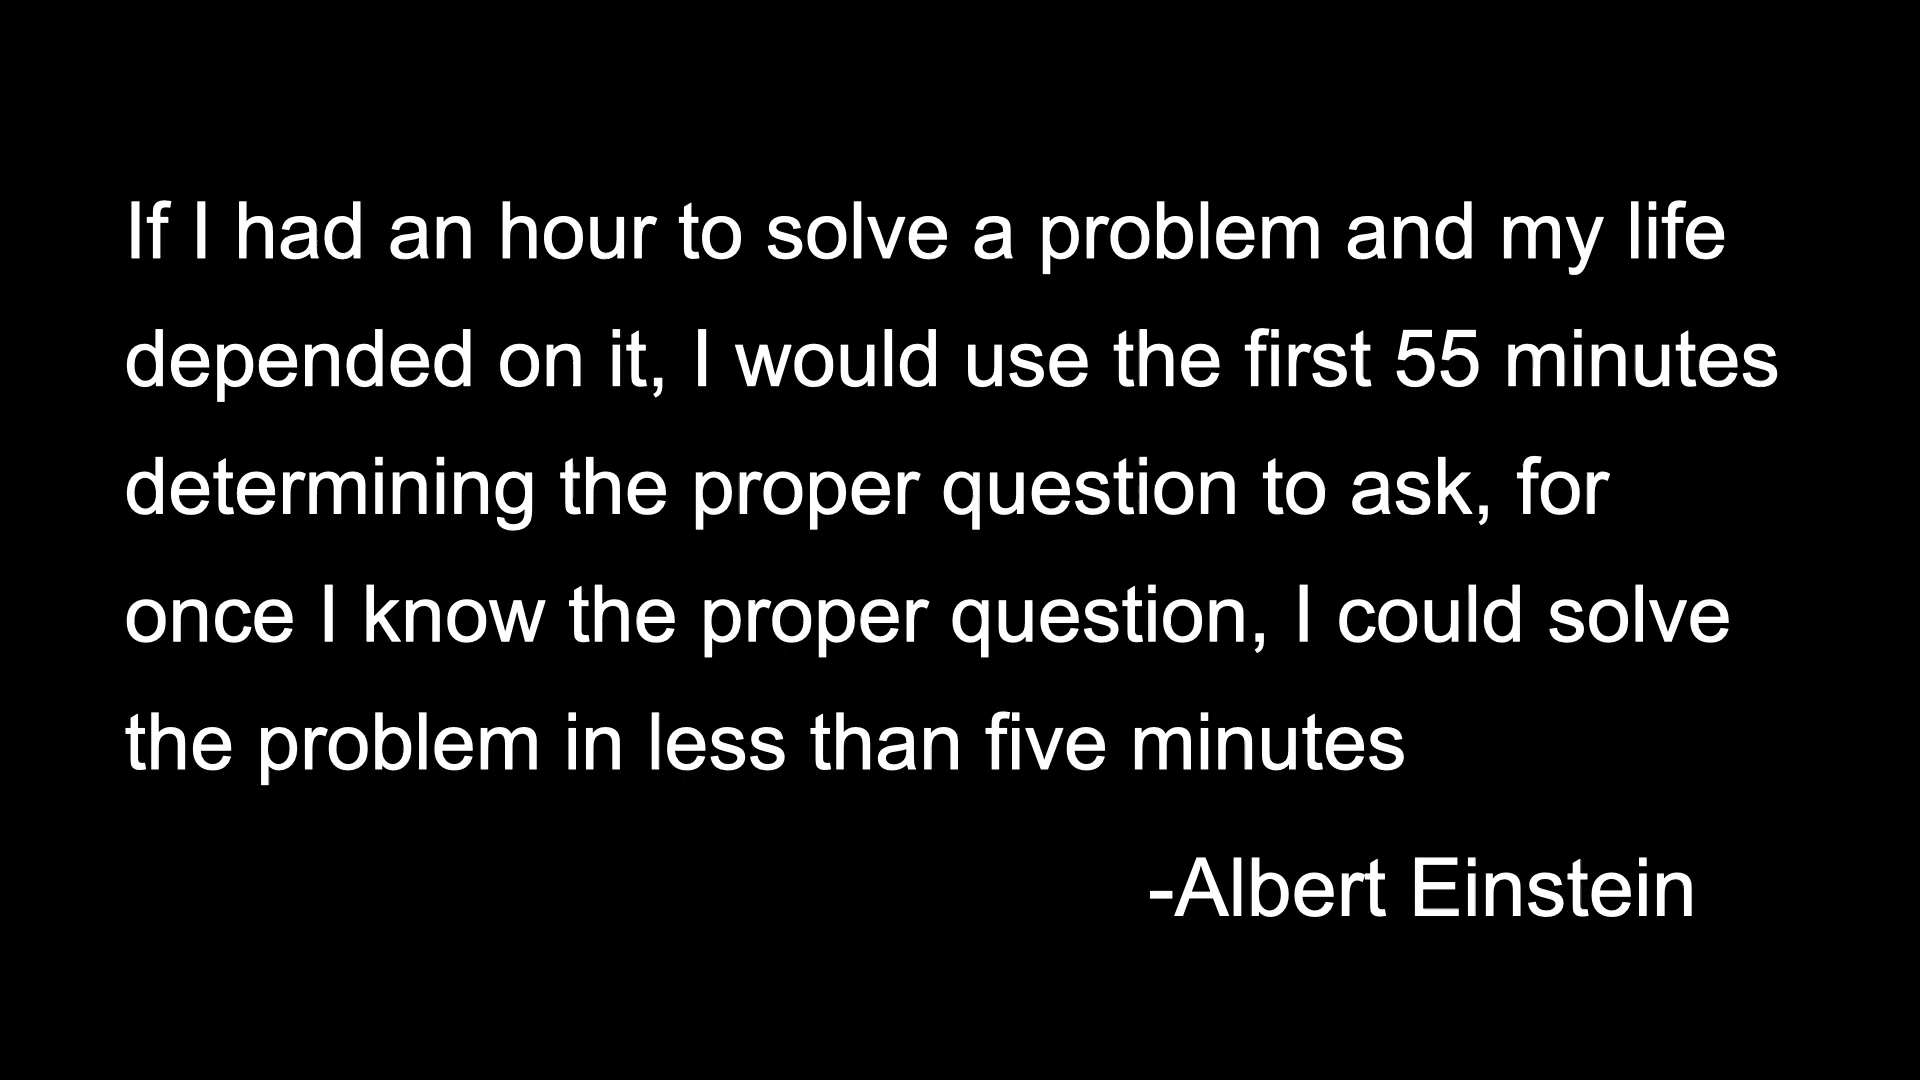 If I had an hour to solve a problem and my life
depended on it, I would use the first 55 minutes
determining the proper question to ask, for
once I know the proper question, I could solve
the problem in less than five minutes
-Albert Einstein